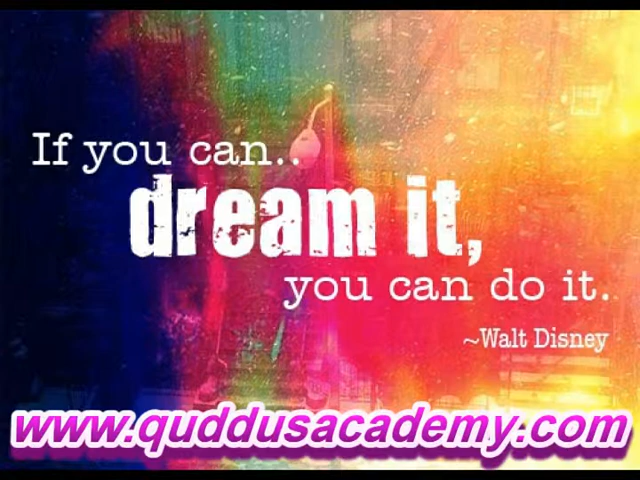 If you can..
dream it,
you can do it.
~Walt Disney
www.quddusacademy.com